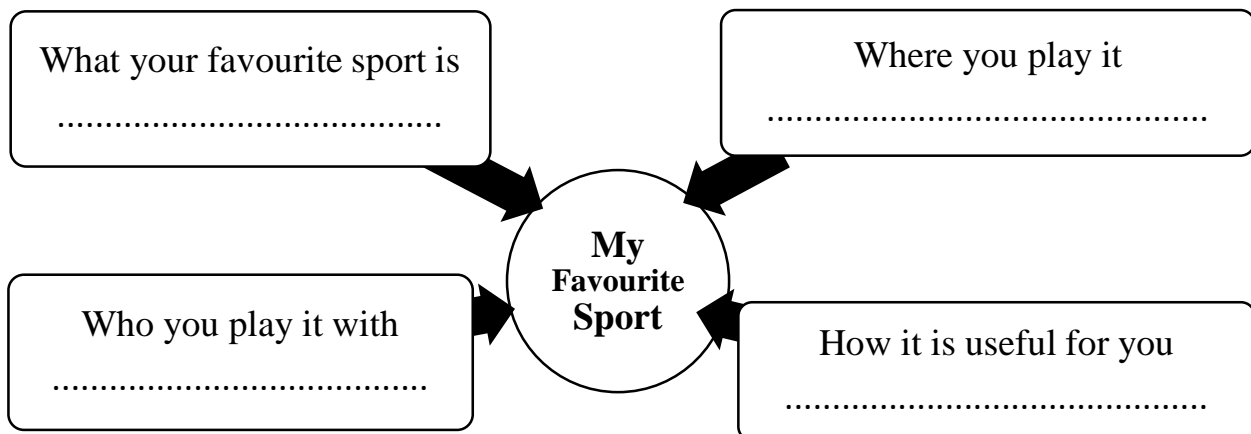 What your favourite sport is
........................................
Where you play it
..............................................
My
Favourite
Sport
Who you play it with
.......................................
How it is useful for you
............................................